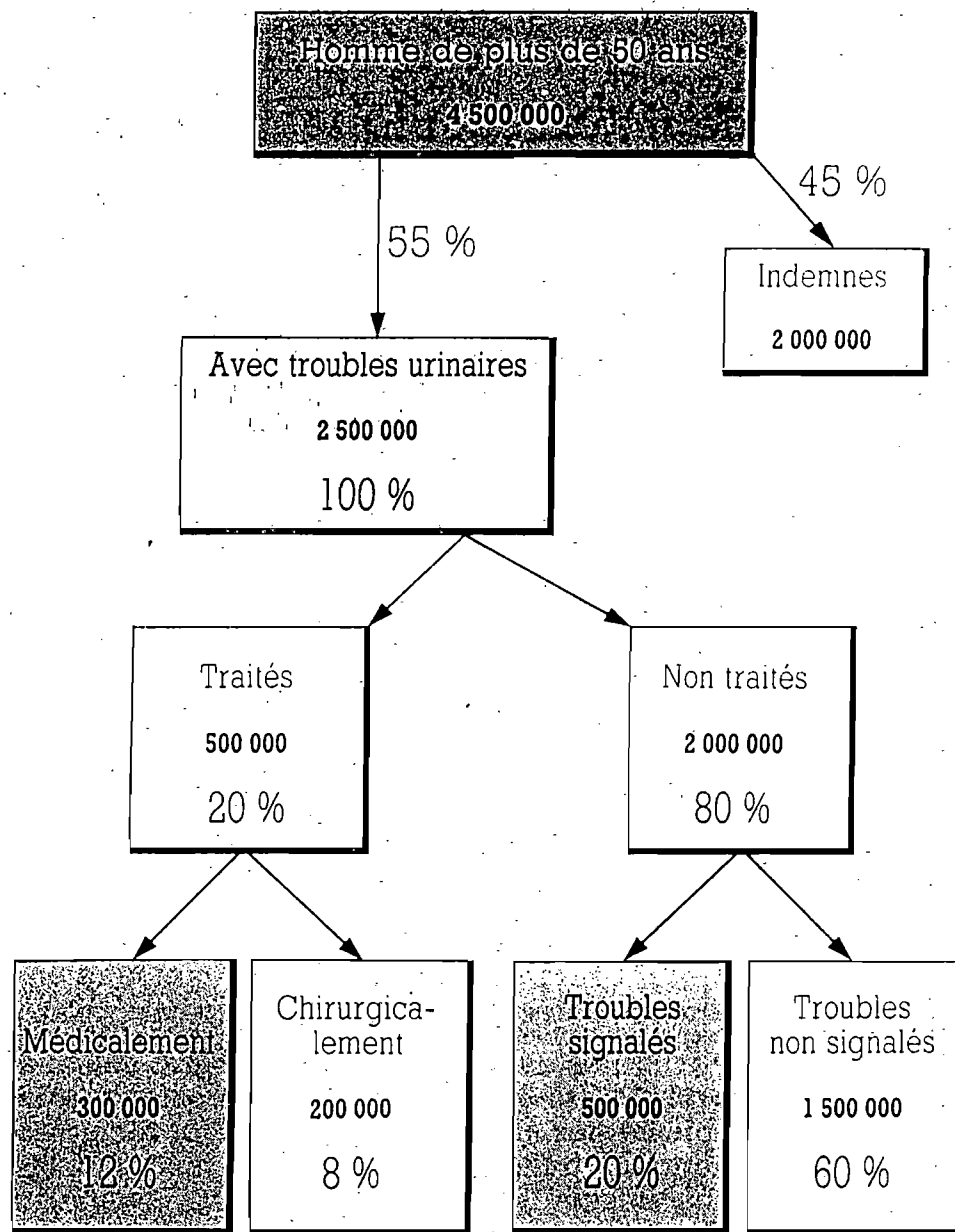 Homme de plus de 50 ans
4 500 000
45 %
55 %
Indemnes
2 000 000
Avec troubles urinaires
2 500 000
100 %
Traités
500 000
20 %
Non traités
2 000 000
80 %
Médicalement
300 000
12 %
Chirurgica-
lement
200 000
8 %
Troubles
signalés
500 000
20 %
Troubles
non signalés
1 500 000
60 %